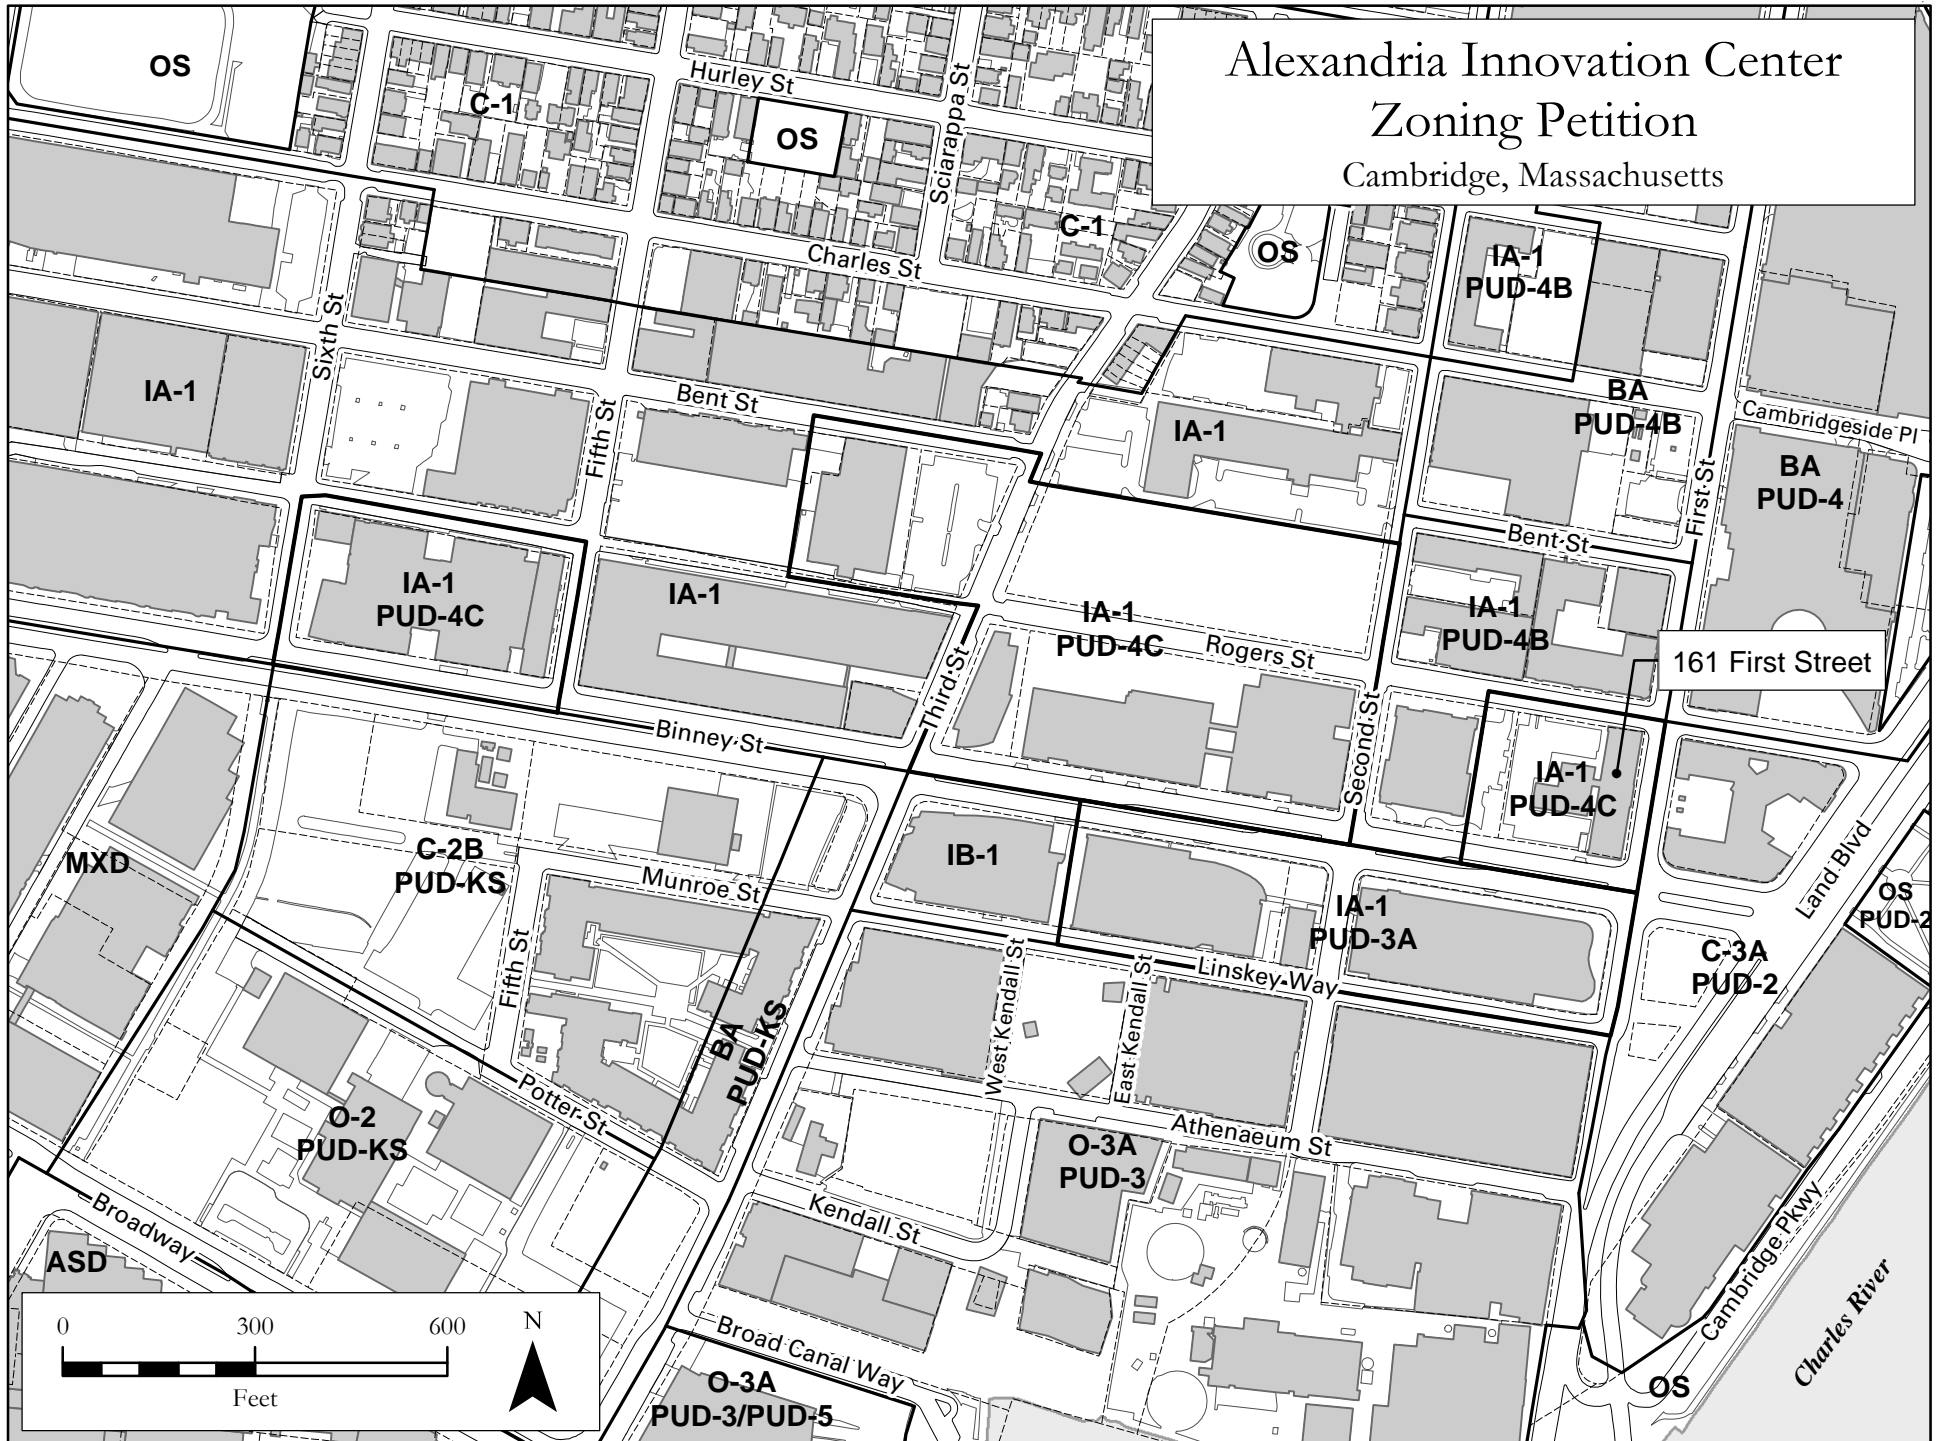 Alexandria Innovation Center
Zoning Petition
Cambridge, Massachusetts
OS
C-1
Hurley St
OS
Sciarappa St
C-1
Charles St
OS
IA-1
PUD-4B
Sixth St
IA-1
Bent St
Fifth St
IA-1
BA
PUD-4B
Cambridgeside Pl
BA
PUD-4
First St
Bent St
IA-1
PUD-4C
IA-1
IA-1
PUD-4C
Rogers St
IA-1
PUD-4B
161 First Street
Third St
Binney St
Second St
IA-1
PUD-4C
MXD
C-2B
PUD-KS
Munroe St
IB-1
IA-1
PUD-3A
Land Blvd
OS
PUD-2
C-3A
PUD-2
Fifth St
West Kendall St
East Kendall St
Linskey Way
BA
PUD-KS
Potter St
O-2
PUD-KS
Athenaeum St
O-3A
PUD-3
Kendall St
Broadway
ASD
Cambridge Pkwy
Charles River
Broad Canal Way
O-3A
PUD-3/PUD-5
OS
0 300 600
Feet
N